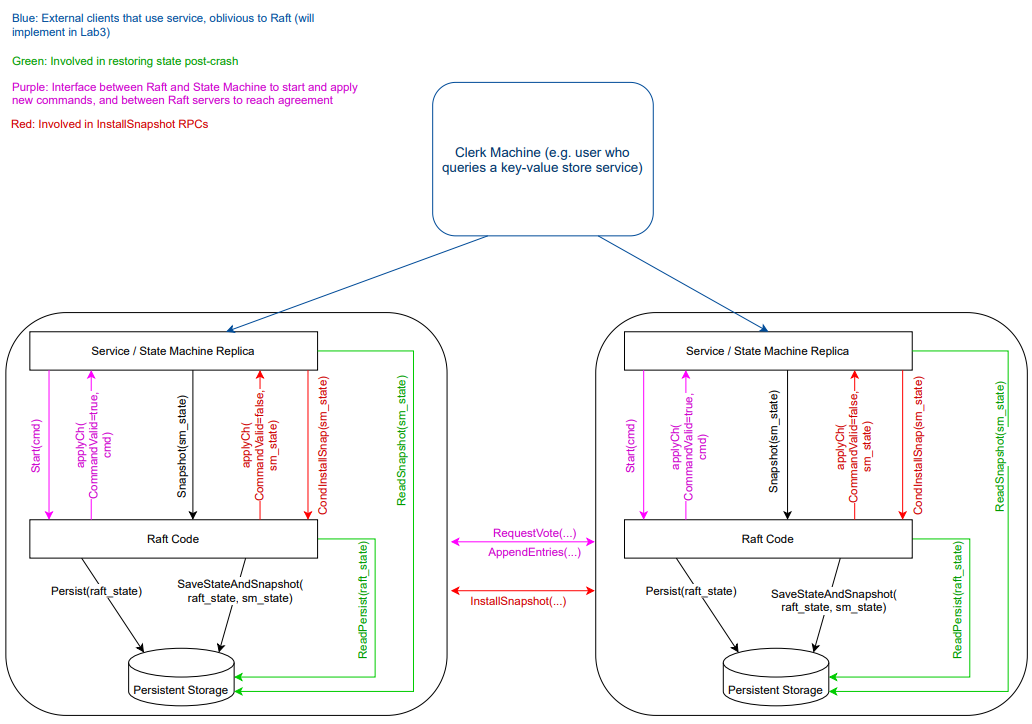 Blue: External clients that use service, oblivious to Raft (will
implement in Lab3)
Green: Involved in restoring state post-crash
Purple: Interface between Raft and State Machine to start and apply
new commands, and between Raft servers to reach agreement
Red: Involved in InstallSnapshot RPCs
Clerk Machine (e.g. user who
queries a key-value store service)
Service / State Machine Replica
Start(cmd)
applyCh(
CommandValid=true,
cmd)
Snapshot(sm_state)
applyCh(
CommandValid=false,
sm_state)
CondInstallSnap(sm_state)
ReadSnapshot(sm_state)
Raft Code
Persist(raft_state)
SaveStateAndSnapshot(
raft_state, sm_state)
ReadPersist(raft_state)
Persistent Storage
RequestVote(...)
AppendEntries(...)
InstallSnapshot(...)
Service / State Machine Replica
Start(cmd)
applyCh(
CommandValid=true,
cmd)
Snapshot(sm_state)
applyCh(
CommandValid=false,
sm_state)
CondInstallSnap(sm_state)
ReadSnapshot(sm_state)
Raft Code
Persist(raft_state)
SaveStateAndSnapshot(
raft_state, sm_state)
ReadPersist(raft_state)
Persistent Storage